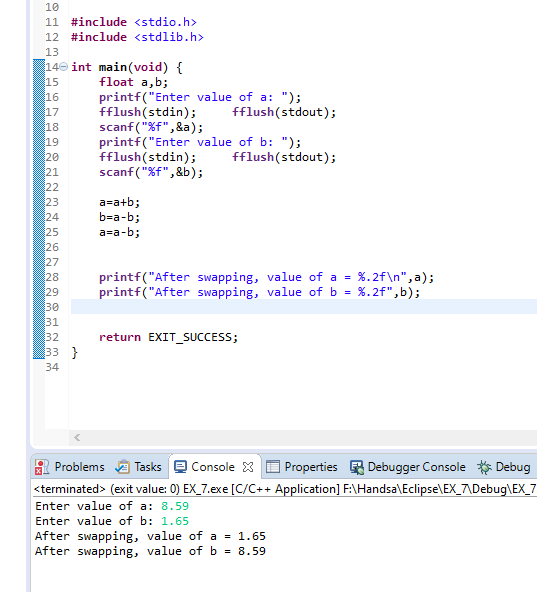 10
11 #include <stdio.h>
12 #include <stdlib.h>
13
14 int main(void) {
15     float a,b;
16     printf("Enter value of a: ");
17     fflush(stdin);     fflush(stdout);
18     scanf("%f",&a);
19     printf("Enter value of b: ");
20     fflush(stdin);     fflush(stdout);
21     scanf("%f",&b);
22
23     a=a+b;
24     b=a-b;
25     a=a-b;
26
27
28     printf("After swapping, value of a = %.2f\n",a);
29     printf("After swapping, value of b = %.2f",b);
30
31
32     return EXIT_SUCCESS;
33 }
34
Problems Tasks Console Properties Debugger Console Debug
<terminated> (exit value: 0) EX_7.exe [C/C++ Application] F:\Handsa\Eclipse\EX_7\Debug\EX_7
Enter value of a: 8.59
Enter value of b: 1.65
After swapping, value of a = 1.65
After swapping, value of b = 8.59